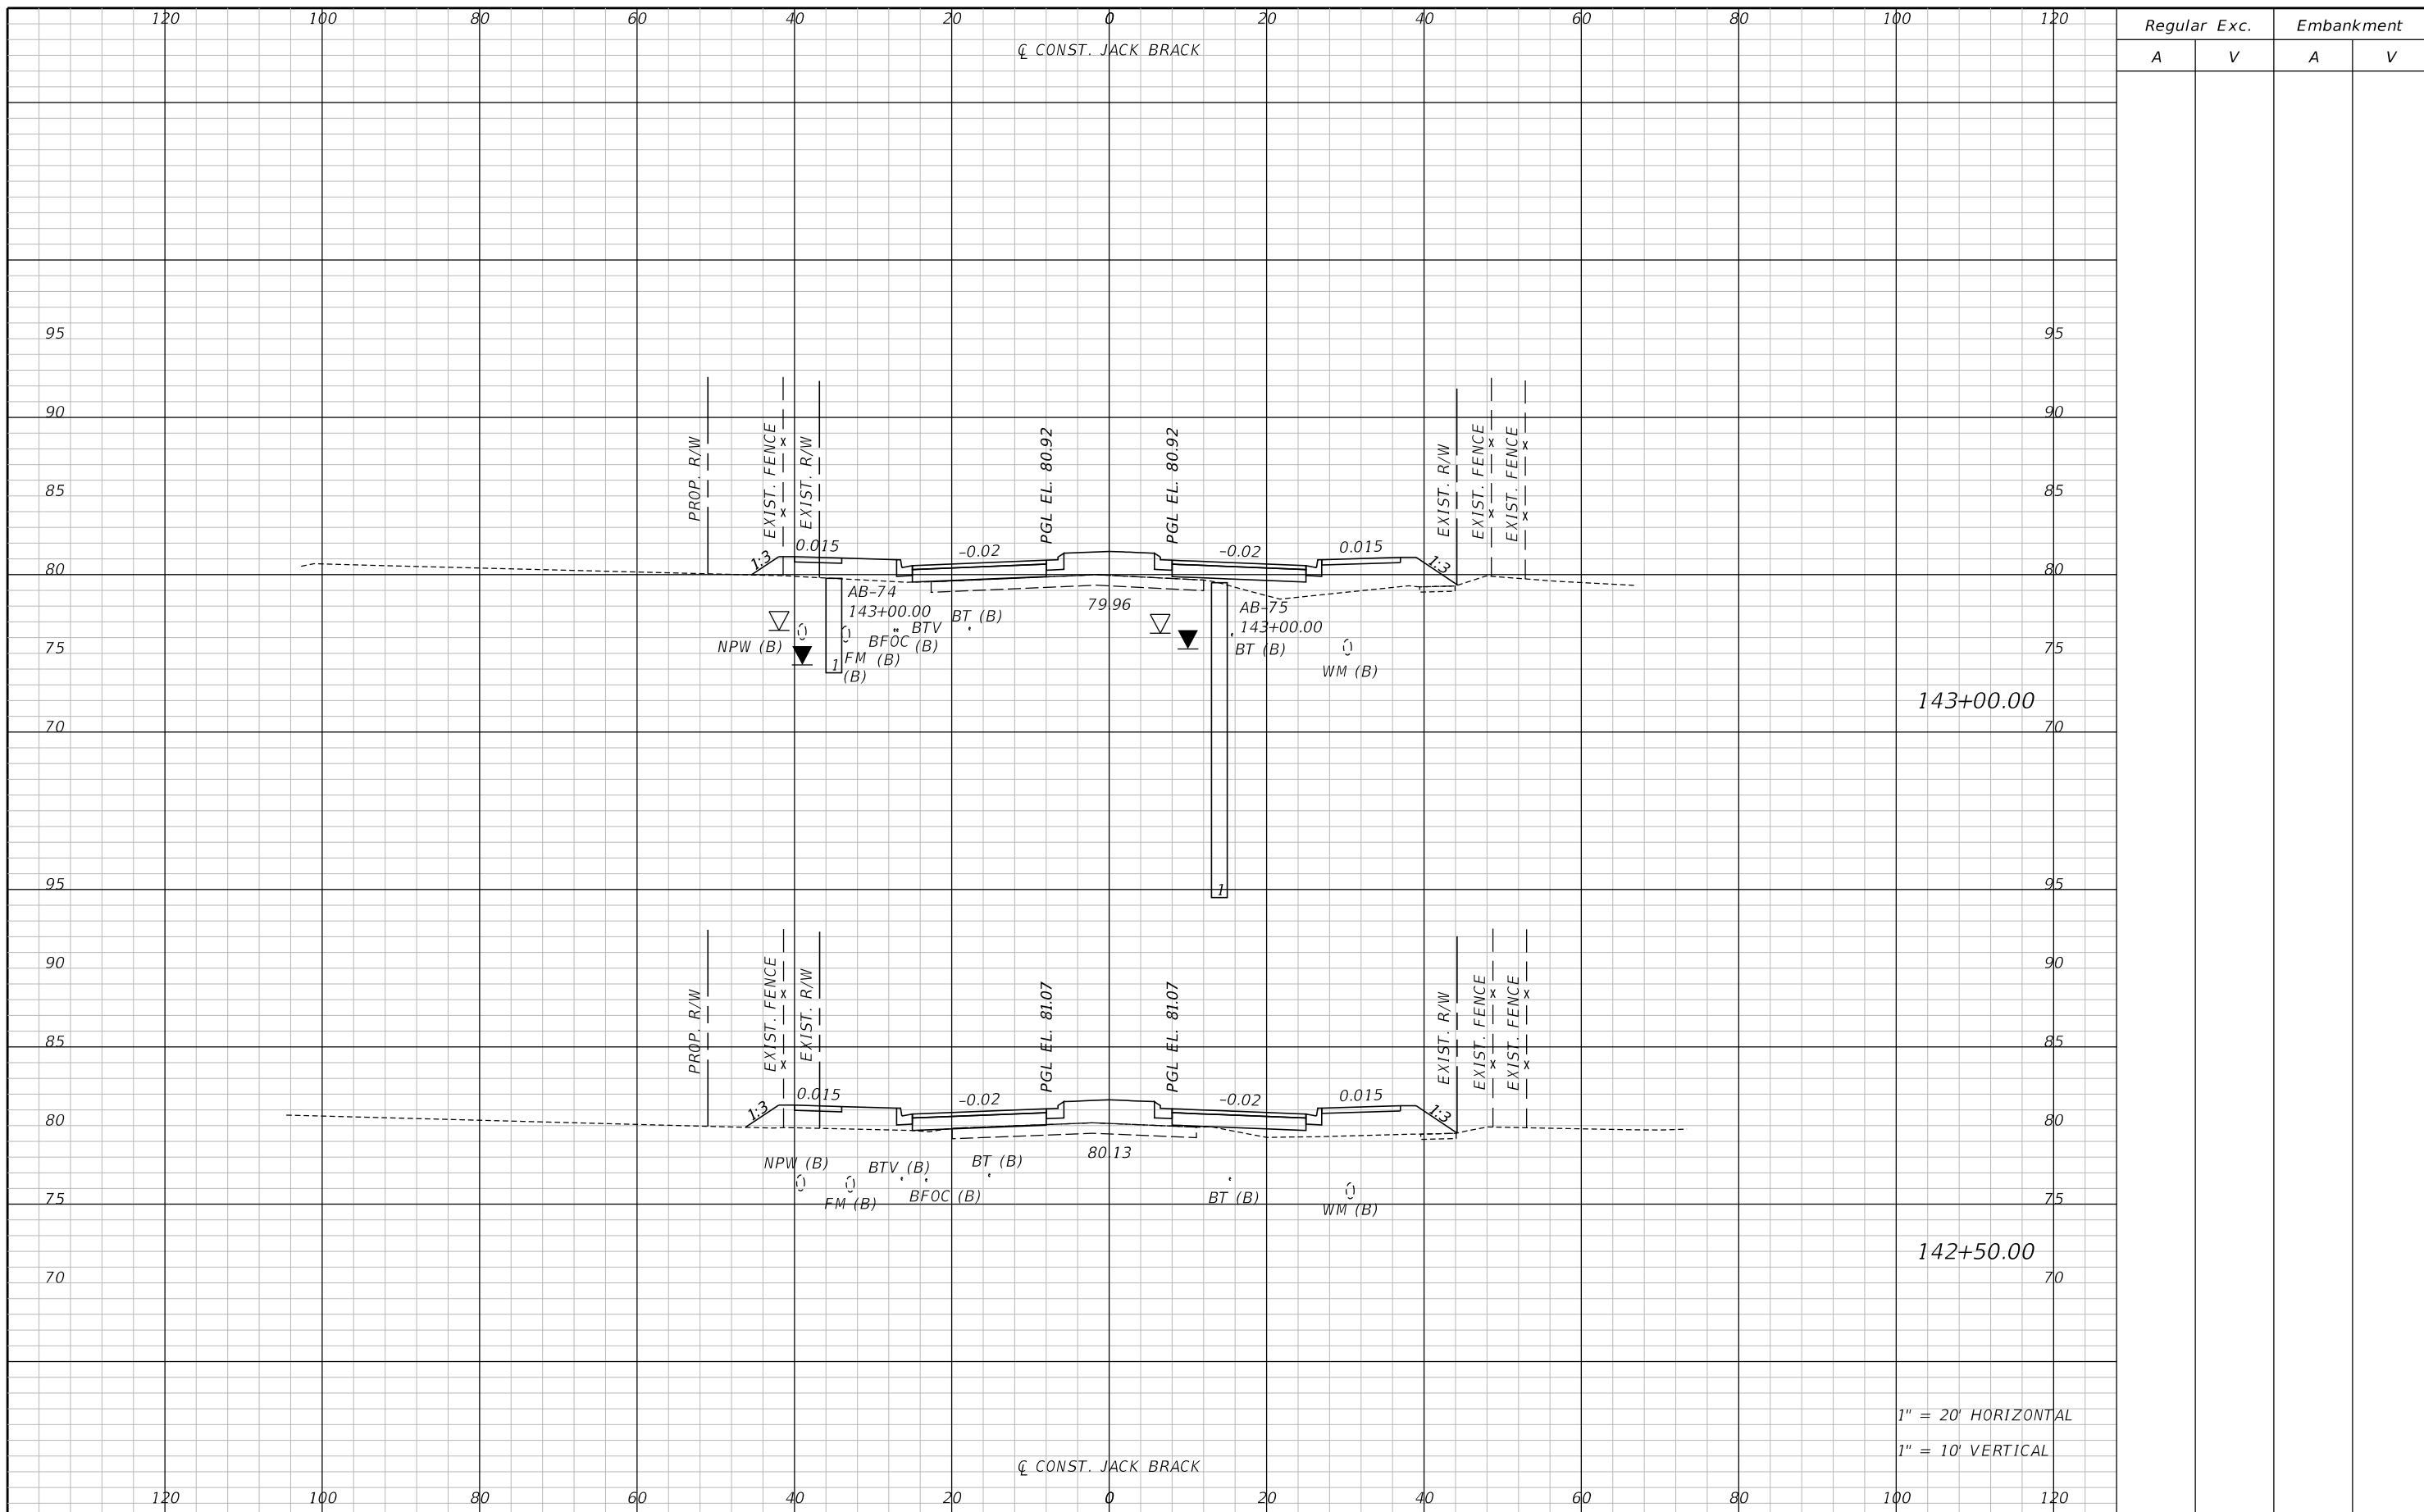 120 100 80 60 40 20 0 20 40 60 80 100 120
Regular Exc. Embankment
A V A V
℄ CONST. JACK BRACK
95 95
90 90
PROP. R/W
EXIST. FENCE
EXIST. R/W
PGL EL. 80.92
PGL EL. 80.92
EXIST. R/W
EXIST. FENCE
EXIST. FENCE
85 85
1:3 0.015 -0.02 -0.02 0.015 1:3
80 80
AB-74
143+00.00
79.96
AB-75
143+00.00
BT (B)
BTV
BFOC (B)
NPW (B)
FM (B)
(B)
1
BT (B)
WM (B)
75 75
143+00.00
70 70
1
95 95
90 90
PROP. R/W
EXIST. FENCE
EXIST. R/W
PGL EL. 81.07
PGL EL. 81.07
EXIST. R/W
EXIST. FENCE
EXIST. FENCE
85 85
1:3 0.015 -0.02 -0.02 0.015 1:3
80 80
80.13
NPW (B)
BTV (B)
BT (B)
FM (B)
BFOC (B)
BT (B)
WM (B)
75 75
142+50.00
70 70
1" = 20' HORIZONTAL
1" = 10' VERTICAL
℄ CONST. JACK BRACK
120 100 80 60 40 20 0 20 40 60 80 100 120